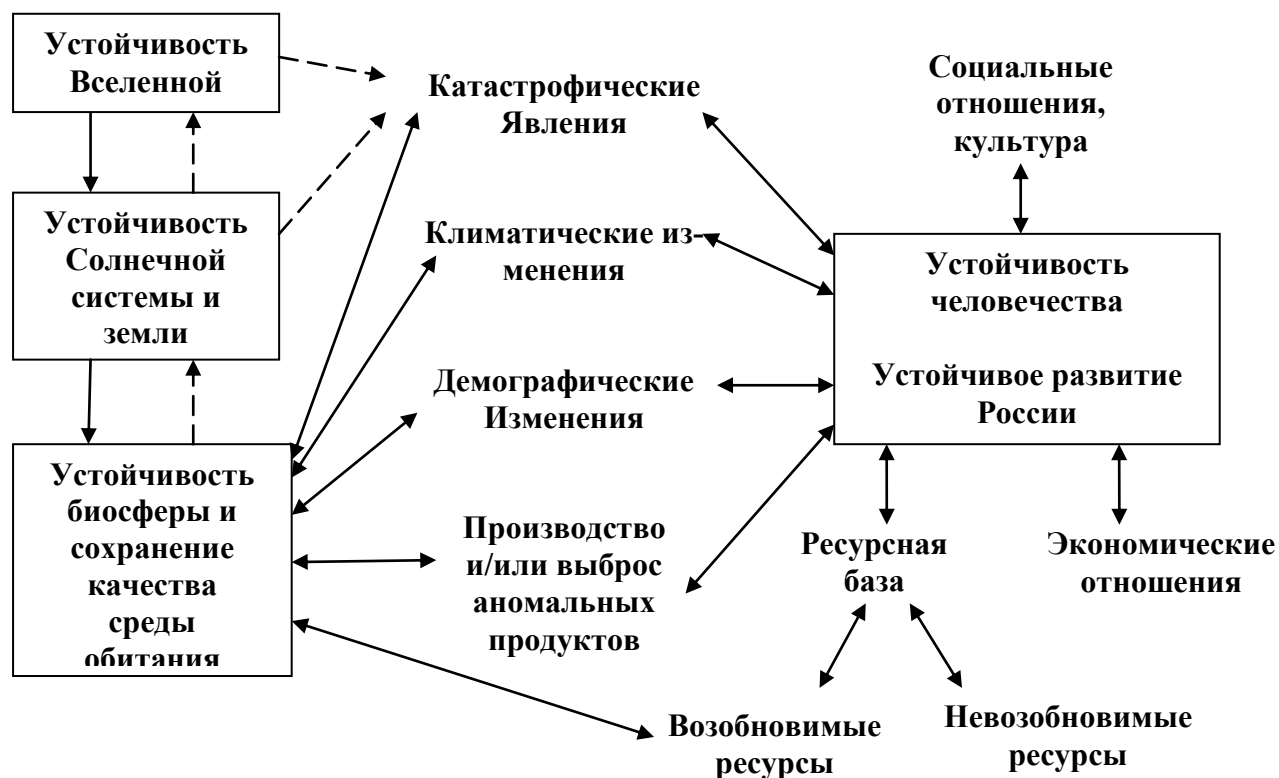 Устойчивость
Вселенной
Катастрофические
Явления
Социальные
отношения,
культура
Устойчивость
Солнечной
системы и
земли
Климатические из-
менения
Устойчивость
человечества
Устойчивое развитие
России
Демографические
Изменения
Устойчивость
биосферы и
сохранение
качества
среды
обитания
Производство
и/или выброс
аномальных
продуктов
Ресурсная
база
Экономические
отношения
Возобновимые
ресурсы
Невозобновимые
ресурсы